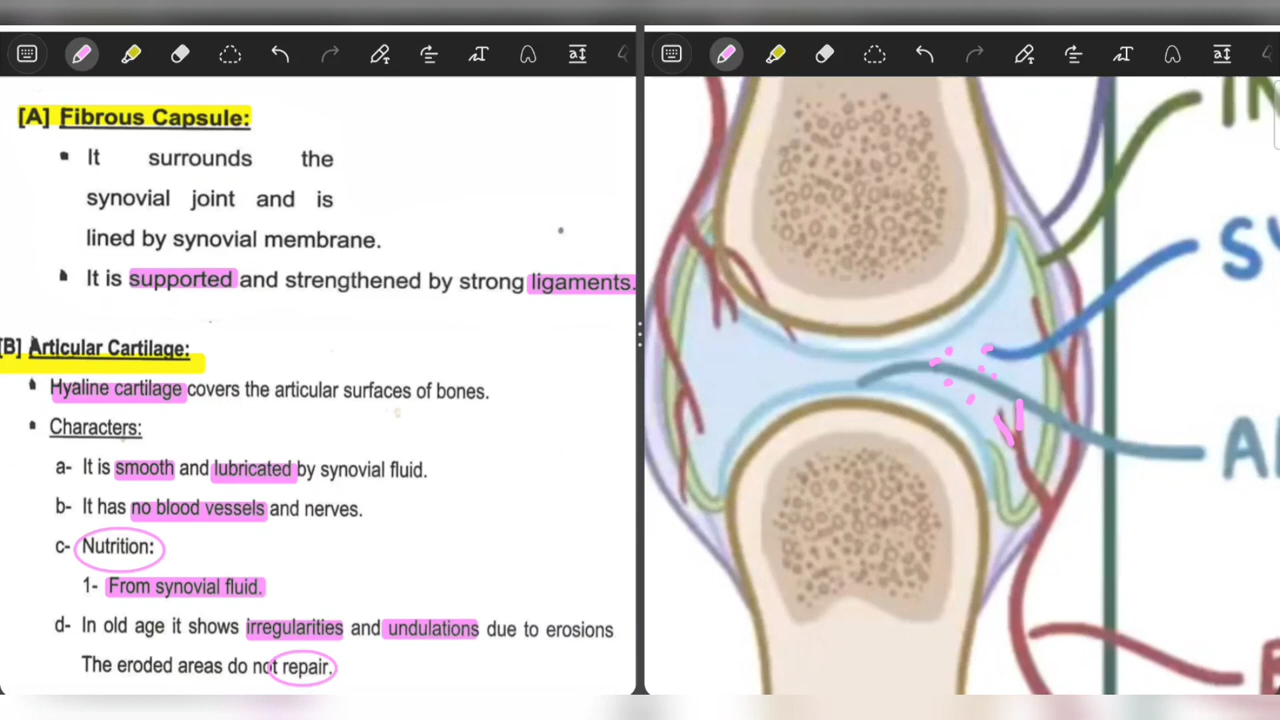 [A] Fibrous Capsule:
It surrounds the
synovial joint and is
lined by synovial membrane.
It is supported and strengthened by strong ligaments.
[B] Articular Cartilage:
Hyaline cartilage covers the articular surfaces of bones.
Characters:
a- It is smooth and lubricated by synovial fluid.
b- It has no blood vessels and nerves.
c- Nutrition:
1- From synovial fluid.
d- In old age it shows irregularities and undulations due to erosions
The eroded areas do not repair.